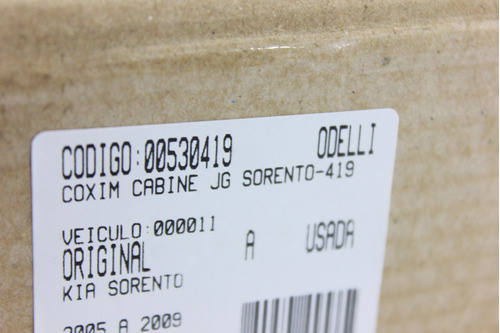 CODIGO:00530419 ODELLI
COXIM CABINE JG SORENTO-419
VEICULO:000011
ORIGINAL A USADA
KIA SORENTO
2005 A 2009